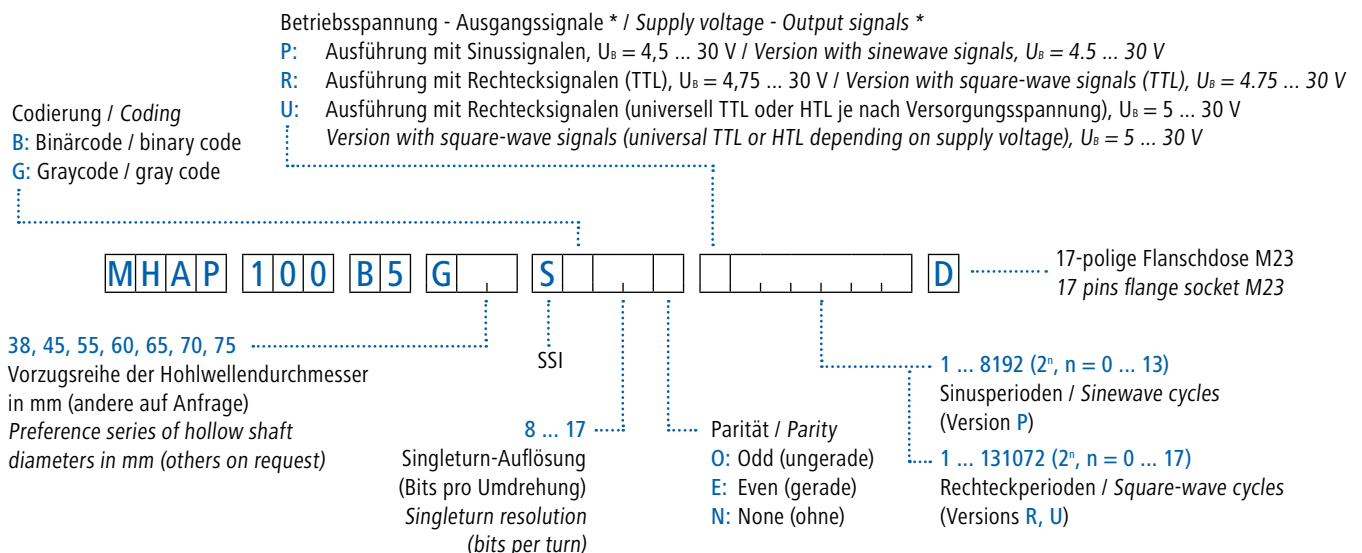 Betriebsspannung - Ausgangssignale * / Supply voltage - Output signals *
P: Ausführung mit Sinussignalen, UB = 4,5 ... 30 V / Version with sinewave signals, UB = 4.5 ... 30 V
R: Ausführung mit Rechtecksignalen (TTL), UB = 4,75 ... 30 V / Version with square-wave signals (TTL), UB = 4.75 ... 30 V
U: Ausführung mit Rechtecksignalen (universell TTL oder HTL je nach Versorgungsspannung), UB = 5 ... 30 V
Version with square-wave signals (universal TTL or HTL depending on supply voltage), UB = 5 ... 30 V
Codierung / Coding
B: Binärcode / binary code
G: Graycode / gray code
MHAP 100 B5 G S D
17-polige Flanschdose M23
17 pins flange socket M23
38, 45, 55, 60, 65, 70, 75
Vorzugsreihe der Hohlwellendurchmesser
in mm (andere auf Anfrage)
Preference series of hollow shaft
diameters in mm (others on request)
SSI
8 ... 17
Singleturn-Auflösung
(Bits pro Umdrehung)
Singleturn resolution
(bits per turn)
Parität / Parity
O: Odd (ungerade)
E: Even (gerade)
N: None (ohne)
1 ... 8192 (2ⁿ, n = 0 ... 13)
Sinusperioden / Sinewave cycles
(Version P)
1 ... 131072 (2ⁿ, n = 0 ... 17)
Rechteckperioden / Square-wave cycles
(Versions R, U)